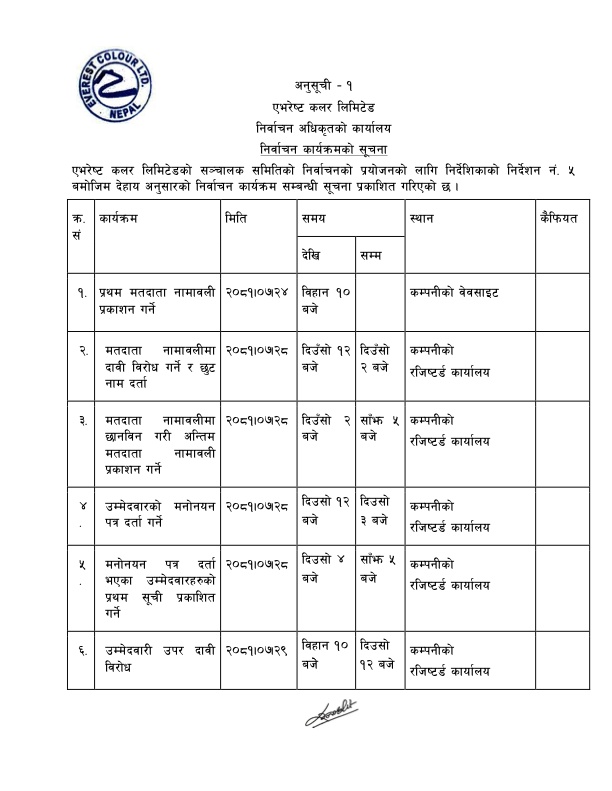 EVEREST COLOUR LTD.
NEPAL
अनुसूची - १
एभरेष्ट कलर लिमिटेड
निर्वाचन अधिकृतको कार्यालय
निर्वाचन कार्यक्रमको सूचना
एभरेष्ट कलर लिमिटेडको सञ्चालक समितिको निर्वाचनको प्रयोजनको लागि निर्देशिकाको निर्देशन नं. ५
बमोजिम देहाय अनुसारको निर्वाचन कार्यक्रम सम्बन्धी सूचना प्रकाशित गरिएको छ ।
क्र. कार्यक्रम मिति समय स्थान कैफियत
सं
देखि सम्म
१. प्रथम मतदाता नामावली २०८१।०७।२४ विहान १० कम्पनीको वेवसाइट
प्रकाशन गर्ने बजे
२. मतदाता नामावलीमा २०८१।०७।२८ दिउँसो १२ दिउँसो कम्पनीको
दावी विरोध गर्ने र छुट बजे २ बजे रजिष्टर्ड कार्यालय
नाम दर्ता
३. मतदाता नामावलीमा २०८१।०७।२८ दिउँसो २ साँझ ५ कम्पनीको
छानविन गरी अन्तिम बजे बजे रजिष्टर्ड कार्यालय
मतदाता नामावली
प्रकाशन गर्ने
४ उम्मेदवारको मनोनयन २०८१।०७।२८ दिउसो १२ दिउसो कम्पनीको
. पत्र दर्ता गर्ने बजे ३ बजे रजिष्टर्ड कार्यालय
५ मनोनयन पत्र दर्ता २०८१।०७।२८ दिउसो ४ साँझ ५ कम्पनीको
. भएका उम्मेदवारहरुको बजे बजे रजिष्टर्ड कार्यालय
प्रथम सूची प्रकाशित
गर्ने
६. उम्मेदवारी उपर दावी २०८१।०७।२९ विहान १० दिउसो कम्पनीको
विरोध बजे १२ बजे रजिष्टर्ड कार्यालय